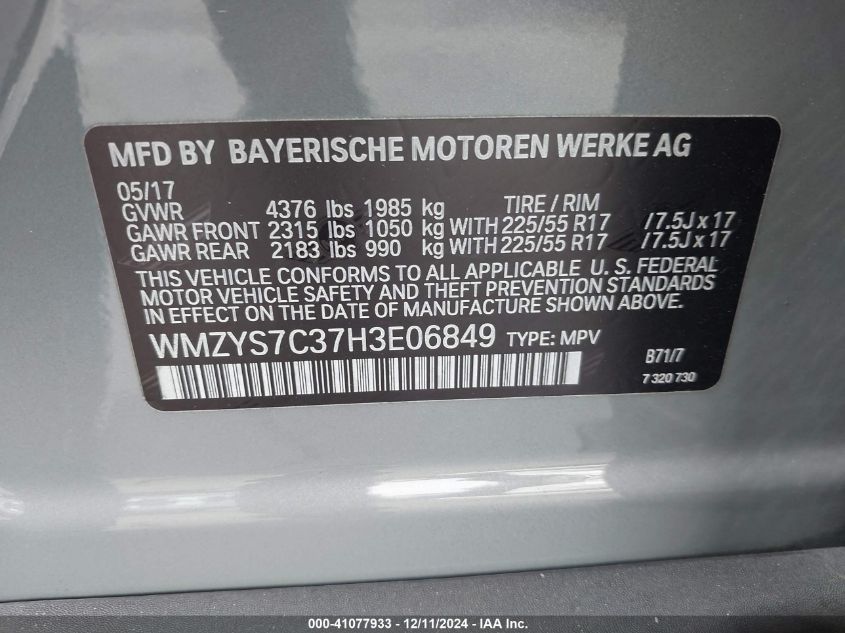 MFD BY BAYERISCHE MOTOREN WERKE AG
05/17
GVWR 4376 lbs 1985 kg TIRE / RIM
GAWR FRONT 2315 lbs 1050 kg WITH 225/55 R17 /7.5J x 17
GAWR REAR 2183 lbs 990 kg WITH 225/55 R17 /7.5J x 17
THIS VEHICLE CONFORMS TO ALL APPLICABLE U. S. FEDERAL
MOTOR VEHICLE SAFETY AND THEFT PREVENTION STANDARDS
IN EFFECT ON THE DATE OF MANUFACTURE SHOWN ABOVE.
WMZYS7C37H3E06849 TYPE: MPV
B71/7
7 320 730
000-41077933 - 12/11/2024 - IAA Inc.